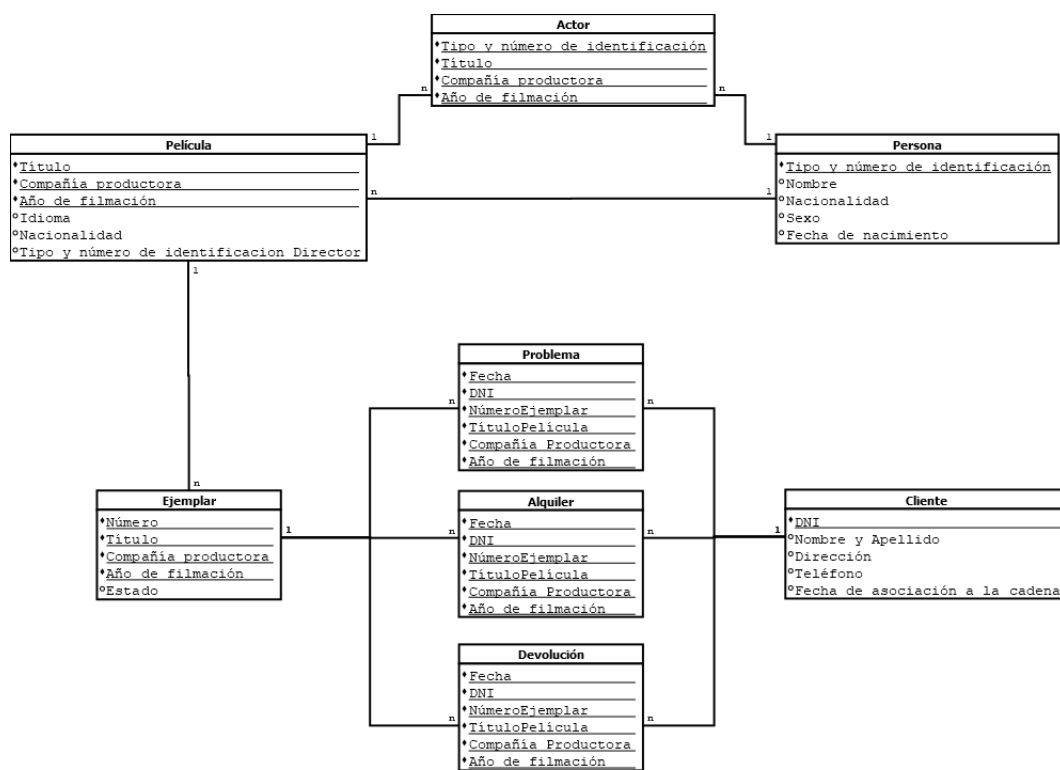 Actor
Tipo y número de identificación
Título
Compañía productora
Año de filmación
n
n
1
1
Película
Título
Compañía productora
Año de filmación
Idioma
Nacionalidad
Tipo y número de identificacion Director
n
1
1
Persona
Tipo y número de identificación
Nombre
Nacionalidad
Sexo
Fecha de nacimiento
Problema
Fecha
DNI
NúmeroEjemplar
TítuloPelícula
Compañía Productora
Año de filmación
n
n
n
Ejemplar
Número
Título
Compañía productora
Año de filmación
Estado
1
Alquiler
Fecha
DNI
NúmeroEjemplar
TítuloPelícula
Compañía Productora
Año de filmación
n
n
1
Cliente
DNI
Nombre y Apellido
Dirección
Teléfono
Fecha de asociación a la cadena
Devolución
Fecha
DNI
NúmeroEjemplar
TítuloPelícula
Compañía Productora
Año de filmación
n
n